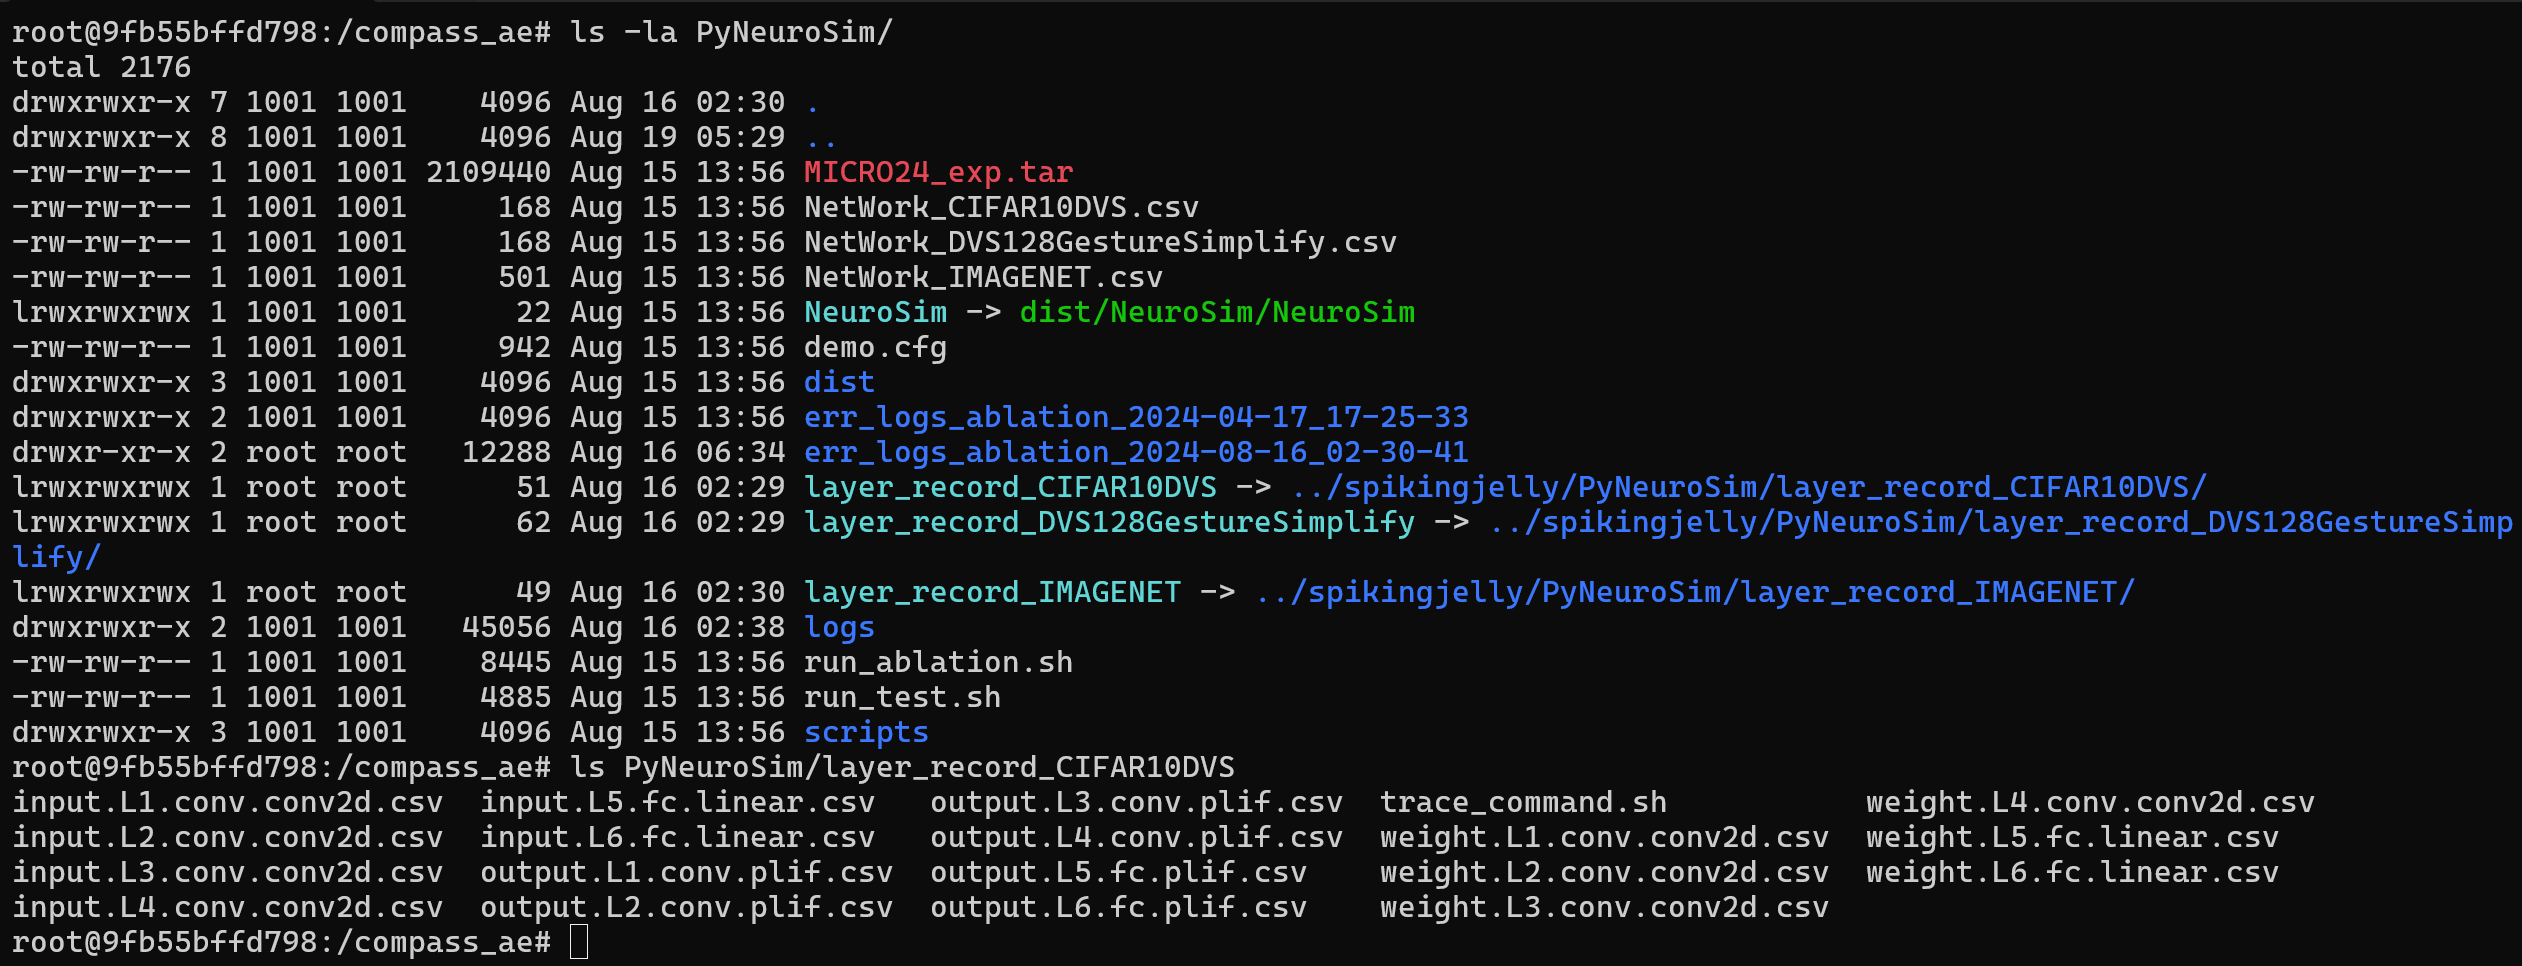 root@9fb55bffd798:/compass_ae# ls -la PyNeuroSim/
total 2176
drwxrwxr-x 7 1001 1001    4096 Aug 16 02:30 .
drwxrwxr-x 8 1001 1001    4096 Aug 19 05:29 ..
-rw-rw-r-- 1 1001 1001 2109440 Aug 15 13:56 MICRO24_exp.tar
-rw-rw-r-- 1 1001 1001     168 Aug 15 13:56 NetWork_CIFAR10DVS.csv
-rw-rw-r-- 1 1001 1001     168 Aug 15 13:56 NetWork_DVS128GestureSimplify.csv
-rw-rw-r-- 1 1001 1001     501 Aug 15 13:56 NetWork_IMAGENET.csv
lrwxrwxrwx 1 1001 1001      22 Aug 15 13:56 NeuroSim -> dist/NeuroSim/NeuroSim
-rw-rw-r-- 1 1001 1001     942 Aug 15 13:56 demo.cfg
drwxrwxr-x 3 1001 1001    4096 Aug 15 13:56 dist
drwxrwxr-x 2 1001 1001    4096 Aug 15 13:56 err_logs_ablation_2024-04-17_17-25-33
drwxr-xr-x 2 root root   12288 Aug 16 06:34 err_logs_ablation_2024-08-16_02-30-41
lrwxrwxrwx 1 root root      51 Aug 16 02:29 layer_record_CIFAR10DVS -> ../spikingjelly/PyNeuroSim/layer_record_CIFAR10DVS/
lrwxrwxrwx 1 root root      62 Aug 16 02:29 layer_record_DVS128GestureSimplify -> ../spikingjelly/PyNeuroSim/layer_record_DVS128GestureSimp
lify/
lrwxrwxrwx 1 root root      49 Aug 16 02:30 layer_record_IMAGENET -> ../spikingjelly/PyNeuroSim/layer_record_IMAGENET/
drwxrwxr-x 2 1001 1001   45056 Aug 16 02:38 logs
-rw-rw-r-- 1 1001 1001    8445 Aug 15 13:56 run_ablation.sh
-rw-rw-r-- 1 1001 1001    4885 Aug 15 13:56 run_test.sh
drwxrwxr-x 3 1001 1001    4096 Aug 15 13:56 scripts
root@9fb55bffd798:/compass_ae# ls PyNeuroSim/layer_record_CIFAR10DVS
input.L1.conv.conv2d.csv  input.L5.fc.linear.csv   output.L3.conv.plif.csv  trace_command.sh           weight.L4.conv.conv2d.csv
input.L2.conv.conv2d.csv  input.L6.fc.linear.csv   output.L4.conv.plif.csv  weight.L1.conv.conv2d.csv  weight.L5.fc.linear.csv
input.L3.conv.conv2d.csv  output.L1.conv.plif.csv  output.L5.fc.plif.csv    weight.L2.conv.conv2d.csv  weight.L6.fc.linear.csv
input.L4.conv.conv2d.csv  output.L2.conv.plif.csv  output.L6.fc.plif.csv    weight.L3.conv.conv2d.csv
root@9fb55bffd798:/compass_ae#